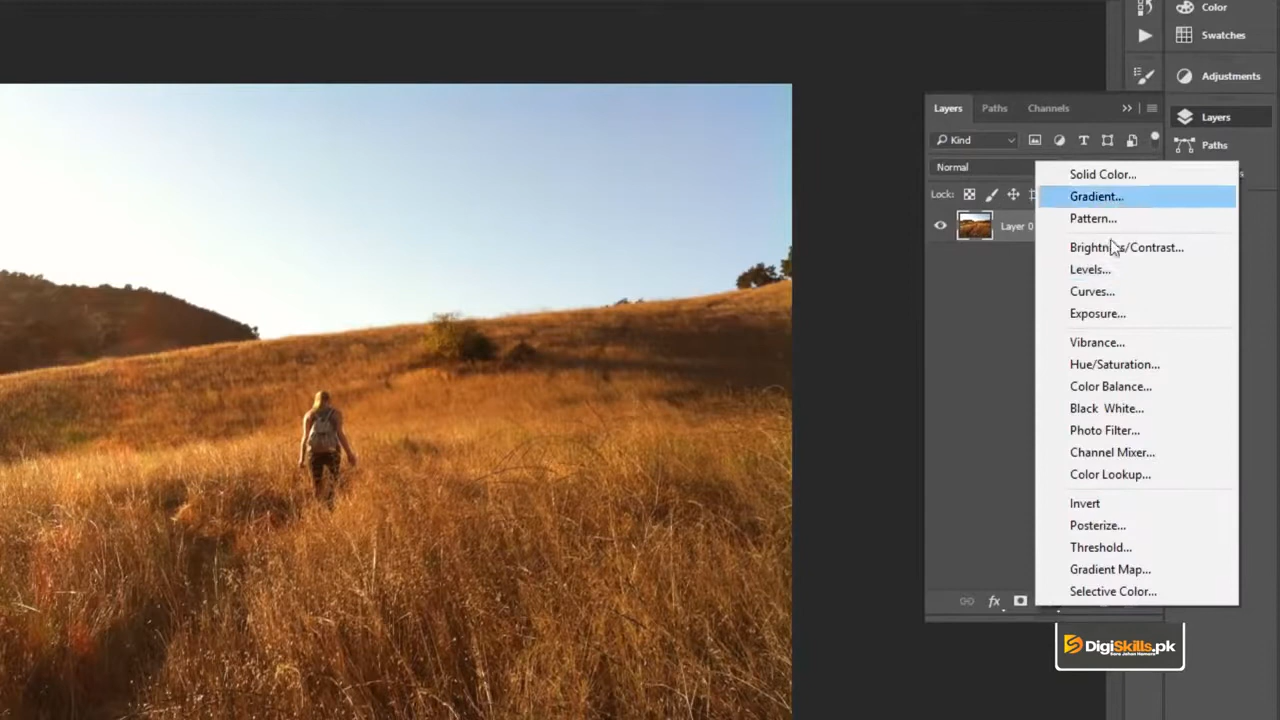 Color
Swatches
Adjustments
Layers
Paths
Layers Paths Channels
Kind
Normal
Lock:
Layer 0
Solid Color...
Gradient...
Pattern...
Brightness/Contrast...
Levels...
Curves...
Exposure...
Vibrance...
Hue/Saturation...
Color Balance...
Black White...
Photo Filter...
Channel Mixer...
Color Lookup...
Invert
Posterize...
Threshold...
Gradient Map...
Selective Color...
fx
DigiSkills.pk